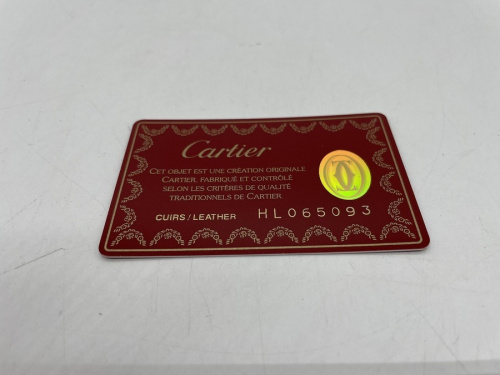 Cartier
CET OBJET EST UNE CRÉATION ORIGINALE
CARTIER, FABRIQUÉ ET CONTRÔLÉ
SELON LES CRITÈRES DE QUALITÉ
TRADITIONNELS DE CARTIER.
CUIRS/LEATHER HL065093